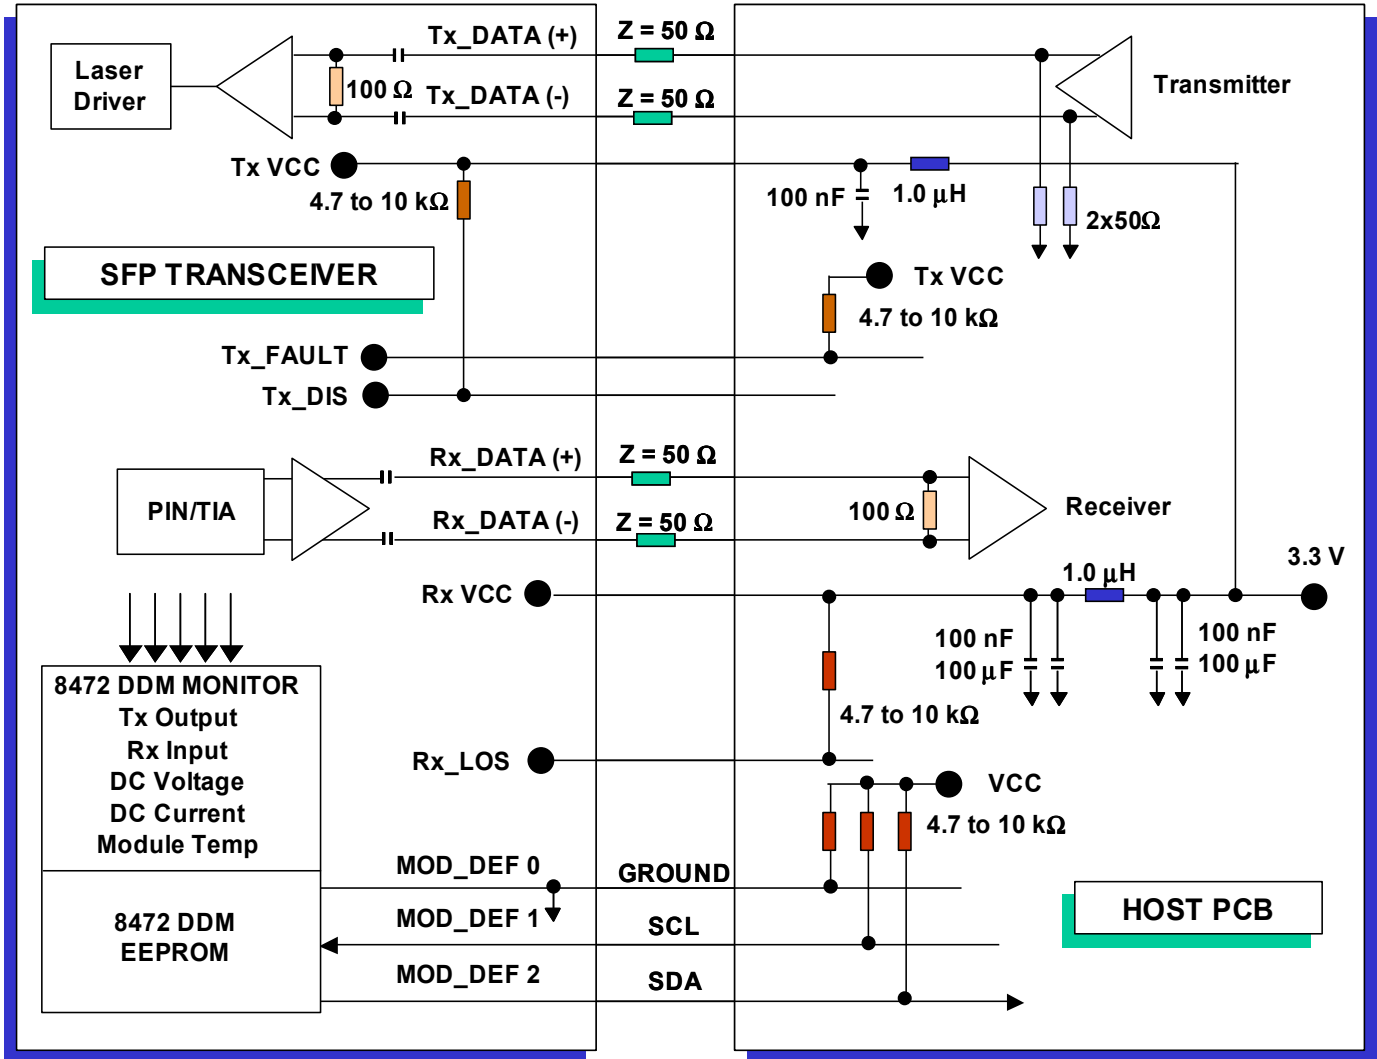 Laser
Driver
Tx_DATA (+)
Z = 50 Ω
100 Ω
Tx_DATA (-)
Z = 50 Ω
Transmitter
Tx VCC
4.7 to 10 kΩ
100 nF
1.0 µH
2x50Ω
SFP TRANSCEIVER
Tx VCC
4.7 to 10 kΩ
Tx_FAULT
Tx_DIS
Rx_DATA (+)
Z = 50 Ω
PIN/TIA
Rx_DATA (-)
Z = 50 Ω
100 Ω
Receiver
3.3 V
Rx VCC
1.0 µH
100 nF
100 µF
100 nF
100 µF
8472 DDM MONITOR
Tx Output
Rx Input
DC Voltage
DC Current
Module Temp
4.7 to 10 kΩ
Rx_LOS
VCC
4.7 to 10 kΩ
MOD_DEF 0
GROUND
8472 DDM
EEPROM
MOD_DEF 1
SCL
MOD_DEF 2
SDA
HOST PCB